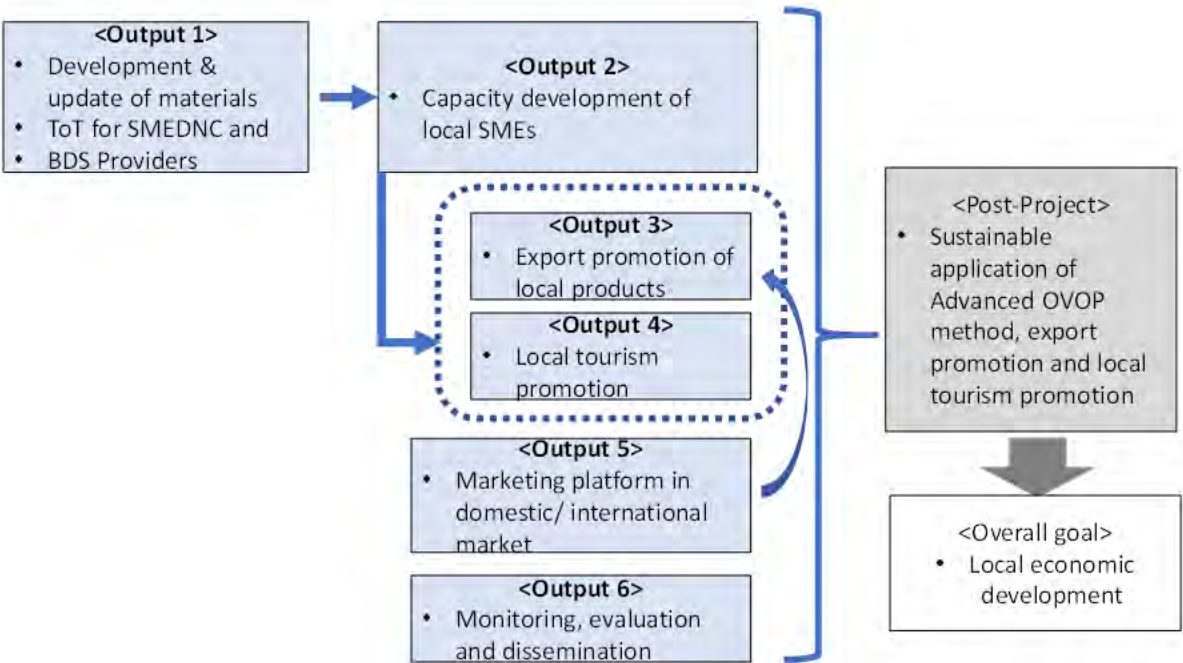 <Output 1>
• Development &
update of materials
• ToT for SMEDNC and
• BDS Providers
<Output 2>
• Capacity development of
local SMEs
<Output 3>
• Export promotion of
local products
<Output 4>
• Local tourism
promotion
<Output 5>
• Marketing platform in
domestic/ international
market
<Output 6>
• Monitoring, evaluation
and dissemination
<Post-Project>
• Sustainable
application of
Advanced OVOP
method, export
promotion and local
tourism promotion
<Overall goal>
• Local economic
development